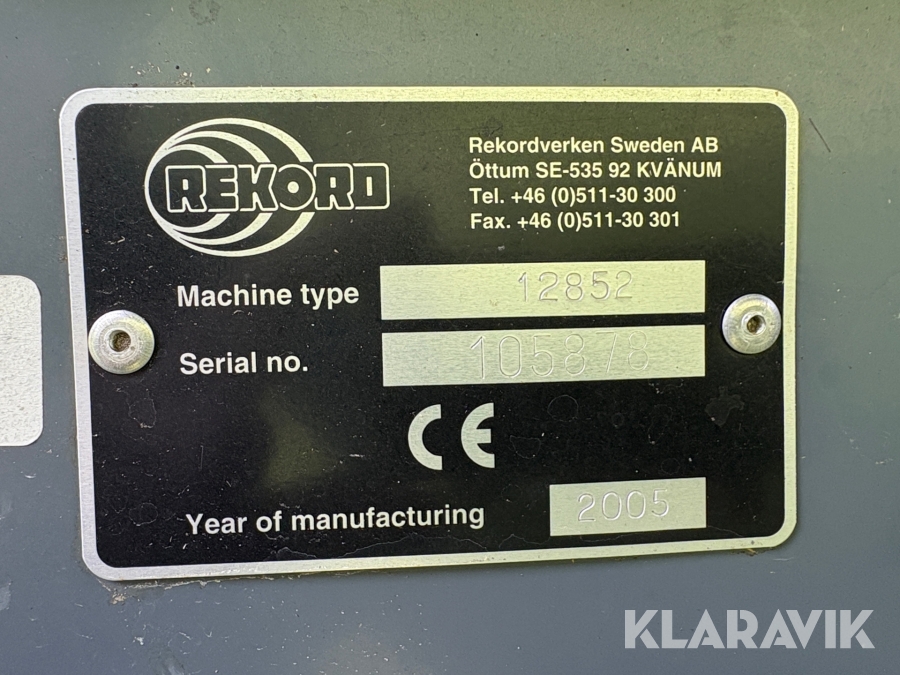 REKORD
Rekordverken Sweden AB
Öttum SE-535 92 KVÄNUM
Tel. +46 (0)511-30 300
Fax. +46 (0)511-30 301
Machine type 12852
Serial no.
CE
Year of manufacturing 2005
KLARAVIK